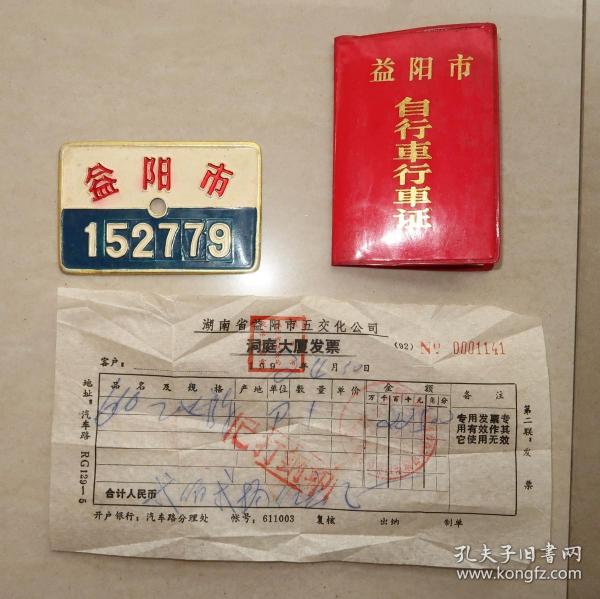 益阳市
152779
益阳市
自行車行車证
湖南省益阳市五交化公司
洞庭大厦发票
(92) № 0001141
客户:
月 日
品名及规格 产地 单位 数量 单价 金额 备注
万 千 百 十 元 角 分
专用发票专
用有效作其
它使用无效
合计人民币
开户银行:汽车路分理处 帐号:611003 复核 出纳 制单
地址:汽车路 RG129-5
第二联:发票
孔夫子旧书网
www.kongfz.com